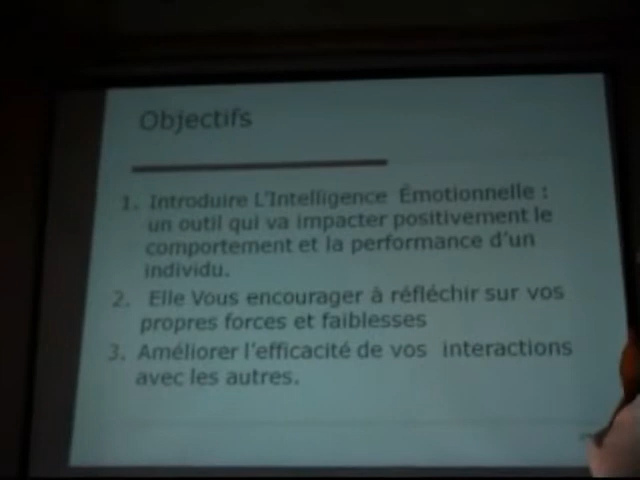 Objectifs
1. Introduire L'Intelligence Émotionnelle :
un outil qui va impacter positivement le
comportement et la performance d'un
individu.
2. Elle Vous encourager à réfléchir sur vos
propres forces et faiblesses
3. Améliorer l'efficacité de vos interactions
avec les autres.